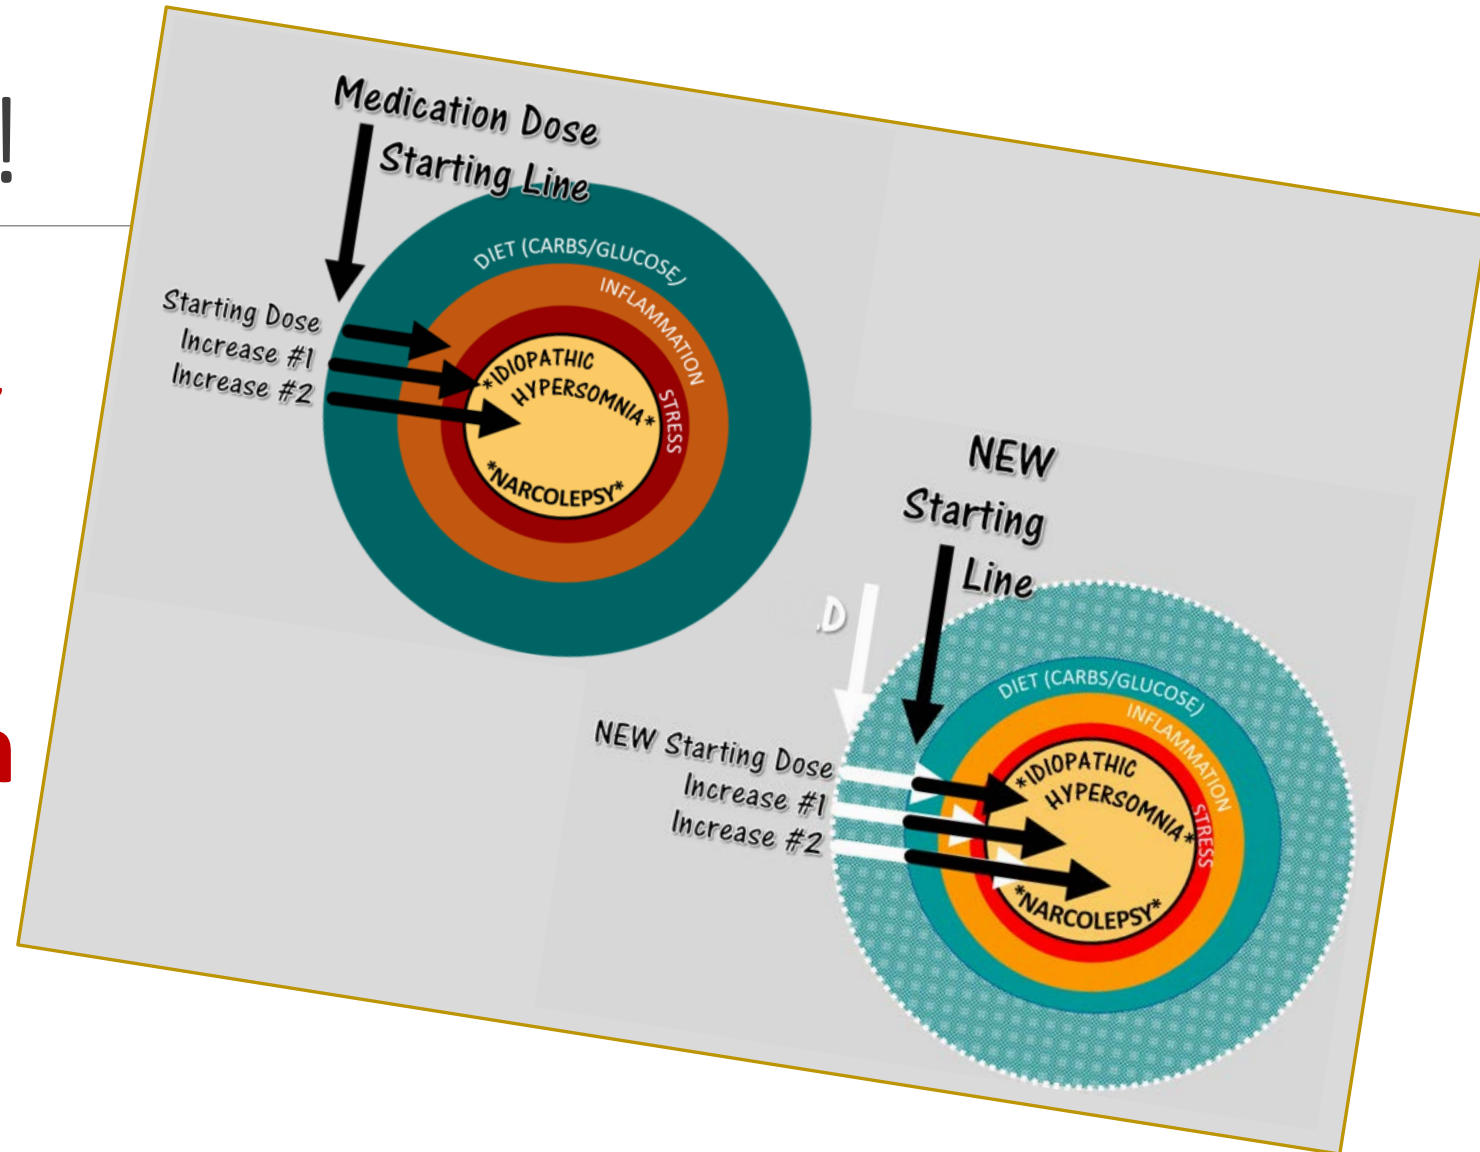 !
Medication Dose
Starting Line
DIET (CARBS/GLUCOSE)
INFLAMMATION
STRESS
Starting Dose
Increase #1
Increase #2
*IDIOPATHIC
HYPERSOMNIA*
*NARCOLEPSY*
NEW
Starting
Line
D
DIET (CARBS/GLUCOSE)
INFLAMMATION
STRESS
NEW Starting Dose
Increase #1
Increase #2
*IDIOPATHIC
HYPERSOMNIA*
*NARCOLEPSY*